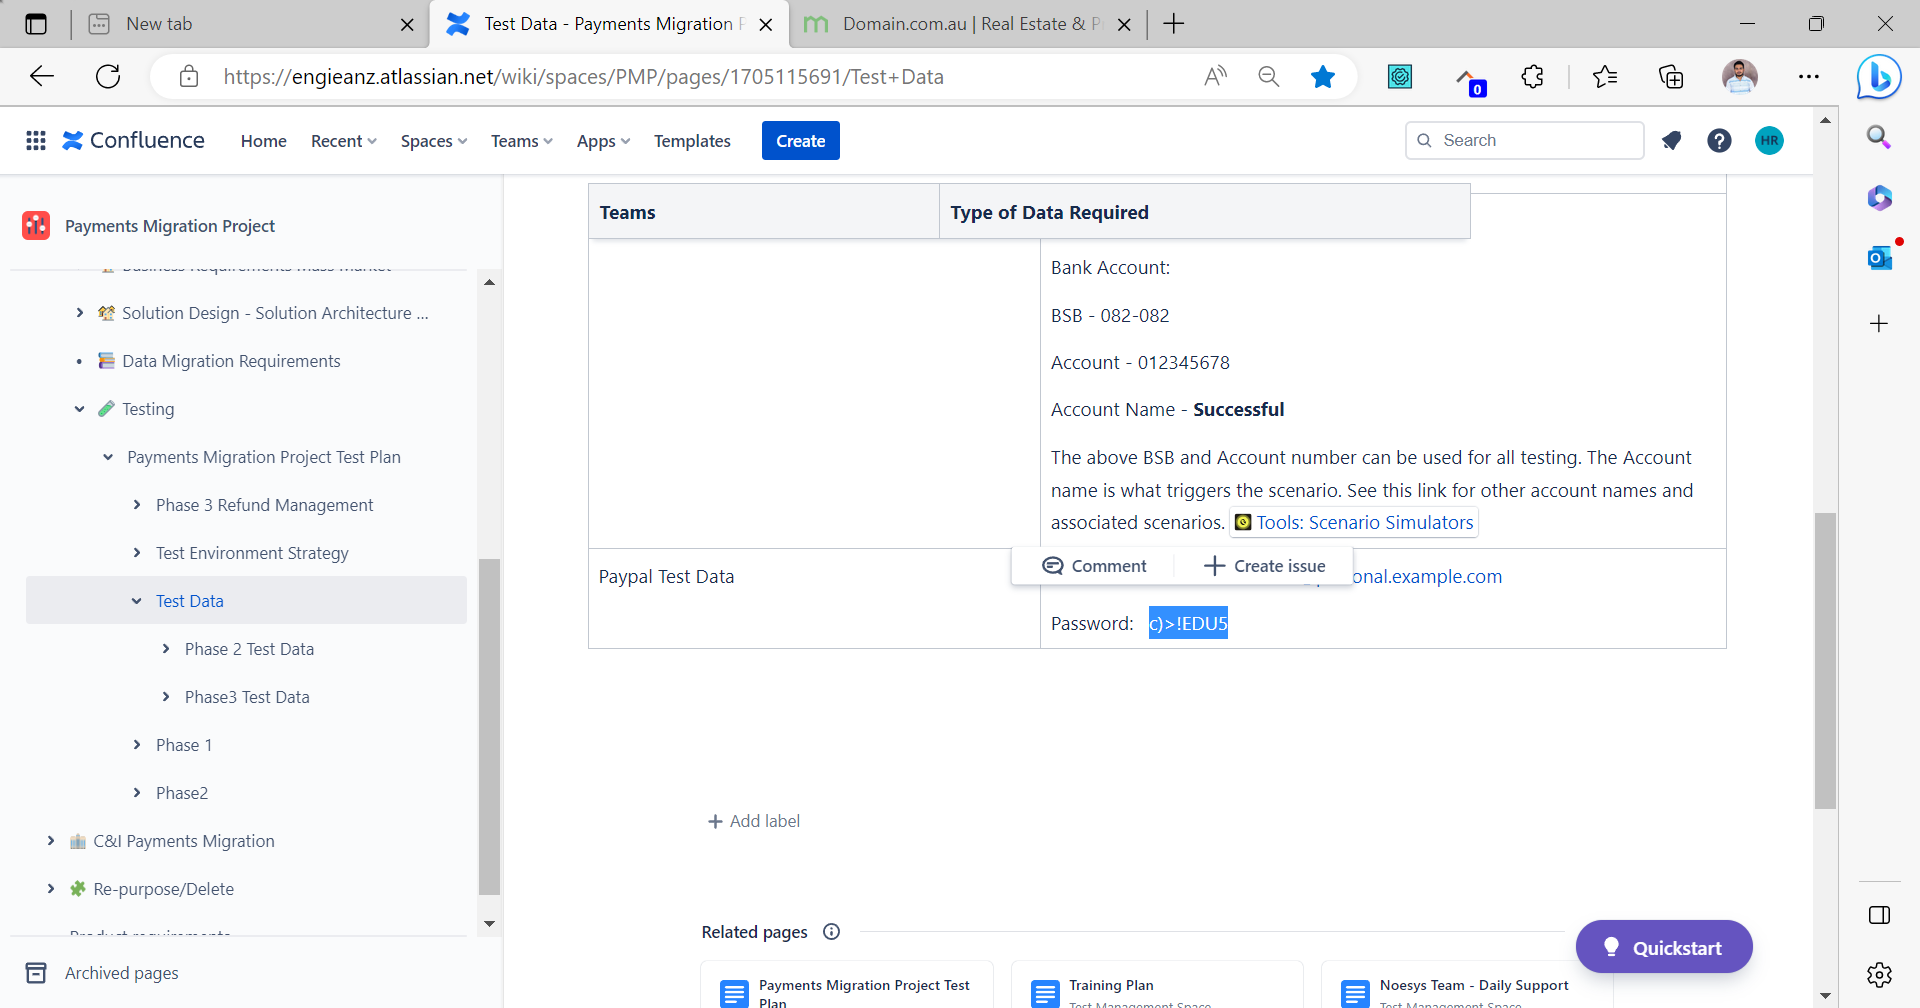 New tab
Test Data - Payments Migration P
Domain.com.au | Real Estate & P
https://engieanz.atlassian.net/wiki/spaces/PMP/pages/1705115691/Test+Data
0
Confluence
Home
Recent
Spaces
Teams
Apps
Templates
Create
Search
HR
Payments Migration Project
Business Requirements Mass Market
Solution Design - Solution Architecture ...
Data Migration Requirements
Testing
Payments Migration Project Test Plan
Phase 3 Refund Management
Test Environment Strategy
Test Data
Phase 2 Test Data
Phase3 Test Data
Phase 1
Phase2
C&I Payments Migration
Re-purpose/Delete
Product requirements
Archived pages
Teams
Type of Data Required
Bank Account:
BSB - 082-082
Account - 012345678
Account Name - Successful
The above BSB and Account number can be used for all testing. The Account
name is what triggers the scenario. See this link for other account names and
associated scenarios. Tools: Scenario Simulators
Comment
Create issue
Paypal Test Data
onal.example.com
Password: c)>!EDU5
Add label
Related pages
Quickstart
Payments Migration Project Test
Plan
Training Plan
Test Management Space
Noesys Team - Daily Support
Test Management Space